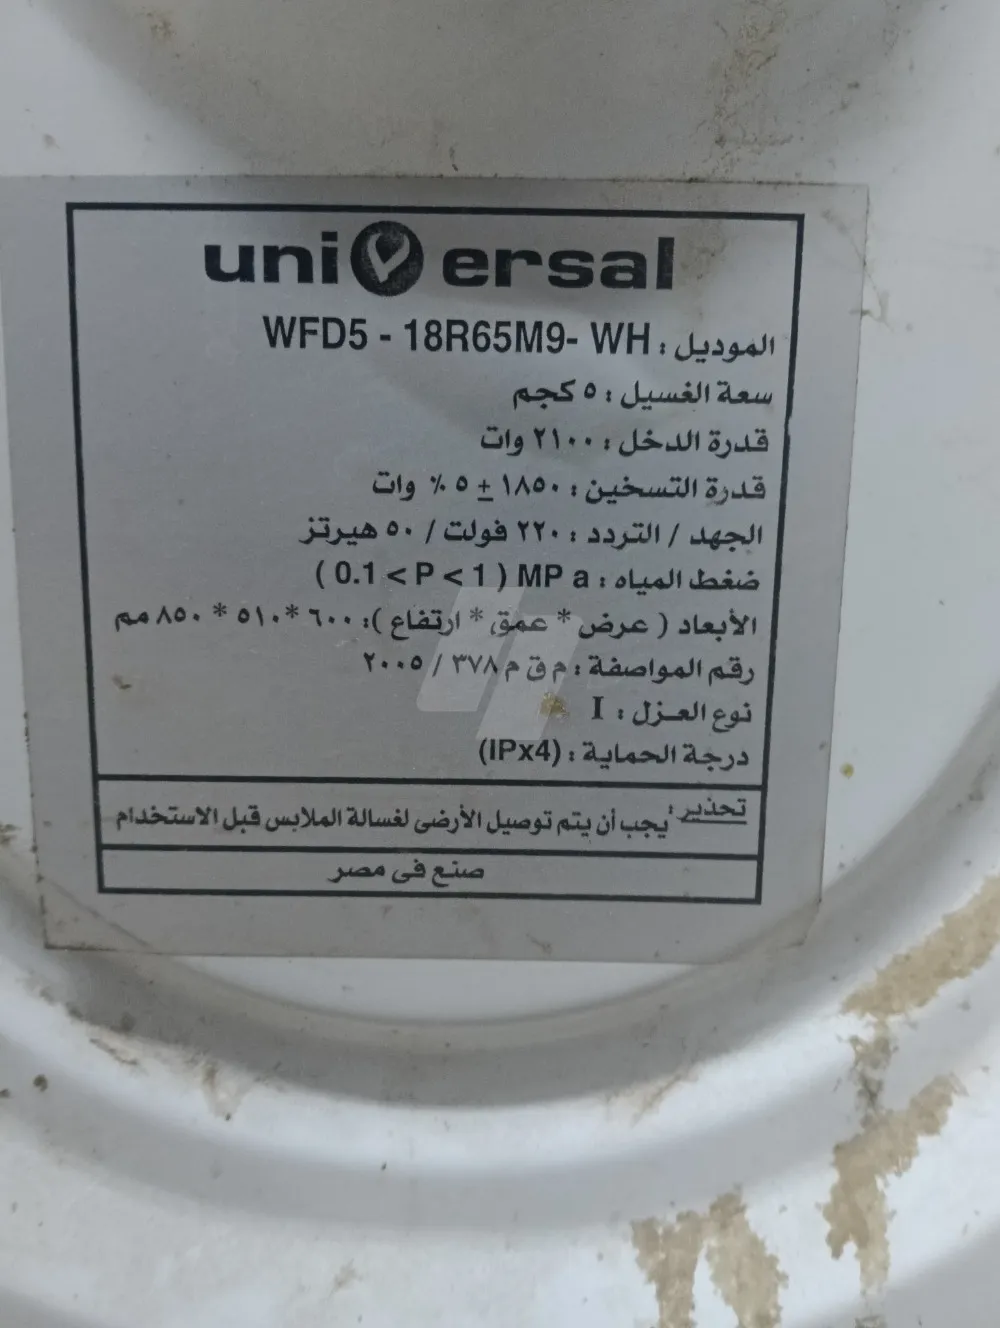 universal
الموديل : WFD5 - 18R65M9- WH
سعة الغسيل : ٥ كجم
قدرة الدخل : ٢١٠٠ وات
قدرة التسخين : ١٨٥٠ ± ٥ ٪ وات
الجهد / التردد : ٢٢٠ فولت / ٥٠ هيرتز
ضغط المياه : MP a ( 0.1 < P < 1 )
الأبعاد ( عرض * عمق * ارتفاع ): ٦٠٠ *٥١٠ * ٨٥٠ مم
رقم المواصفة : م ق م ٣٧٨ / ٢٠٠٥
نوع العـزل : I
درجة الحماية : (IPx4)
تحذير : يجب أن يتم توصيل الأرضى لغسالة الملابس قبل الاستخدام
صنع فى مصر